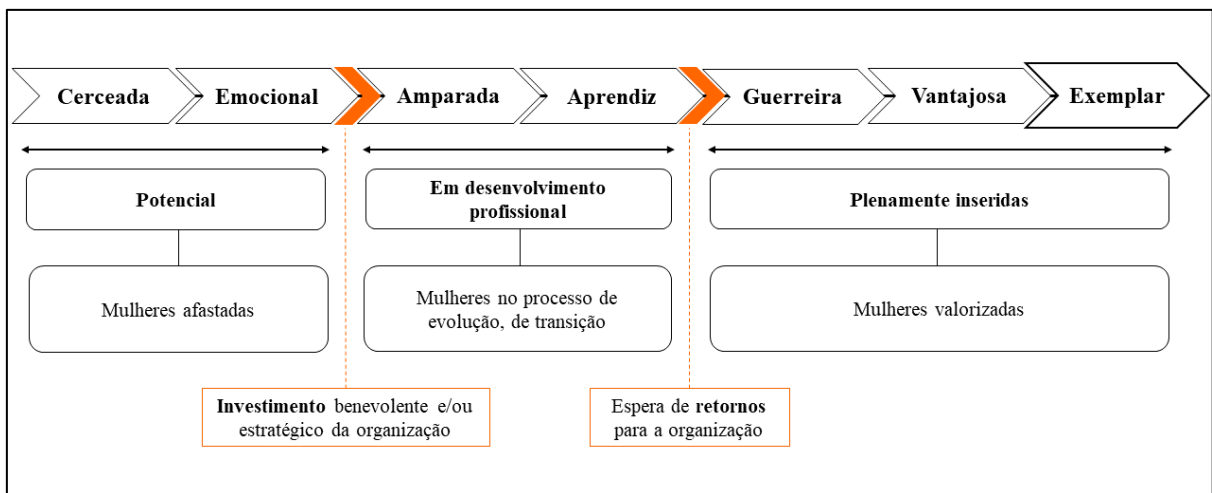 Cerceada
Emocional
Amparada
Aprendiz
Guerreira
Vantajosa
Exemplar
Potencial
Em desenvolvimento
profissional
Plenamente inseridas
Mulheres afastadas
Mulheres no processo de
evolução, de transição
Mulheres valorizadas
Investimento benevolente e/ou
estratégico da organização
Espera de retornos
para a organização